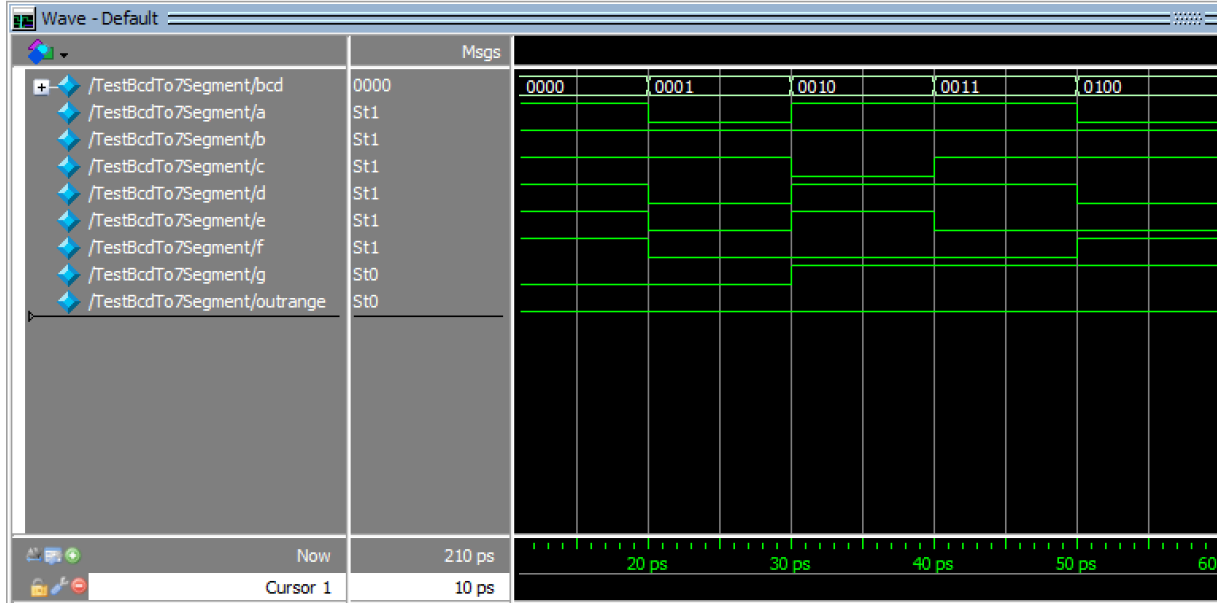 Wave - Default
Msgs
/TestBcdTo7Segment/bcd 0000 0000 0001 0010 0011 0100
/TestBcdTo7Segment/a St1
/TestBcdTo7Segment/b St1
/TestBcdTo7Segment/c St1
/TestBcdTo7Segment/d St1
/TestBcdTo7Segment/e St1
/TestBcdTo7Segment/f St1
/TestBcdTo7Segment/g St0
/TestBcdTo7Segment/outrange St0
Now 210 ps 20 ps 30 ps 40 ps 50 ps 60
Cursor 1 10 ps